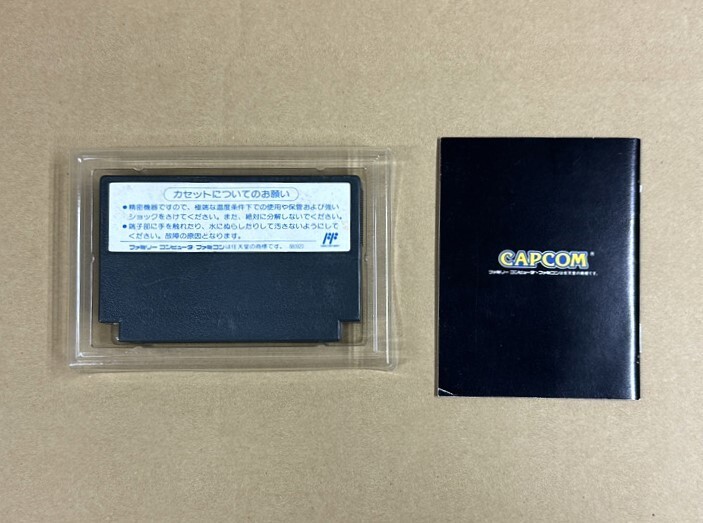 カセットについてのお願い
●精密機器ですので、極端な温度条件下での使用や保管および強い
ショックをさけてください。また、絶対に分解しないでください。
●端子部に手を触れたり、水にぬらしたりして汚さないようにして
ください。故障の原因となります。
ファミリー コンピュータ・ファミコンは任天堂の商標です。
FF
CAPCOM®
ファミリー コンピュータ・ファミコンは任天堂の商標です。